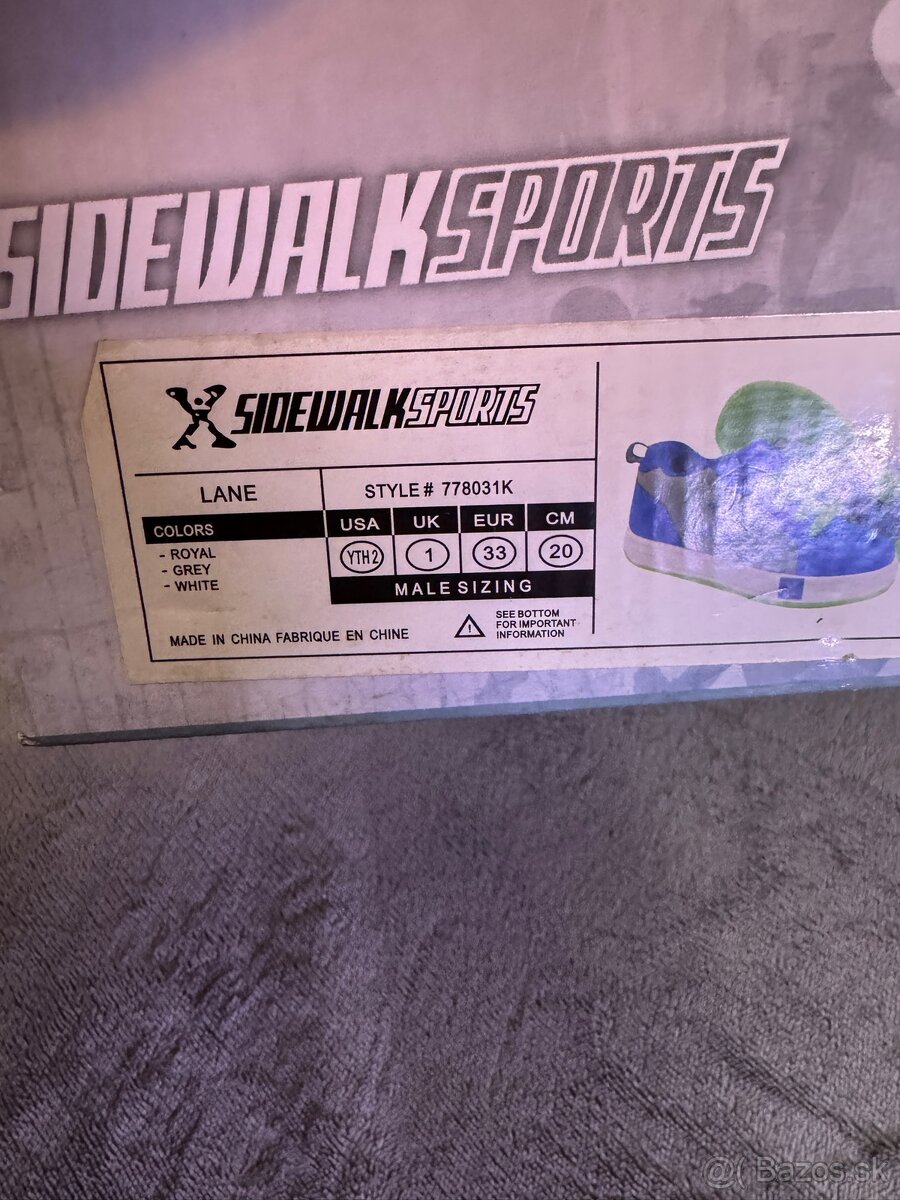 SIDEWALKSPORTS
SIDEWALKSPORTS
LANE
STYLE# 778031K
COLORS
- ROYAL
- GREY
- WHITE
USA UK EUR CM
YTH2 1 33 20
MALE SIZING
MADE IN CHINA FABRIQUE EN CHINE
SEE BOTTOM
FOR IMPORTANT
INFORMATION
@( Bazos.sk